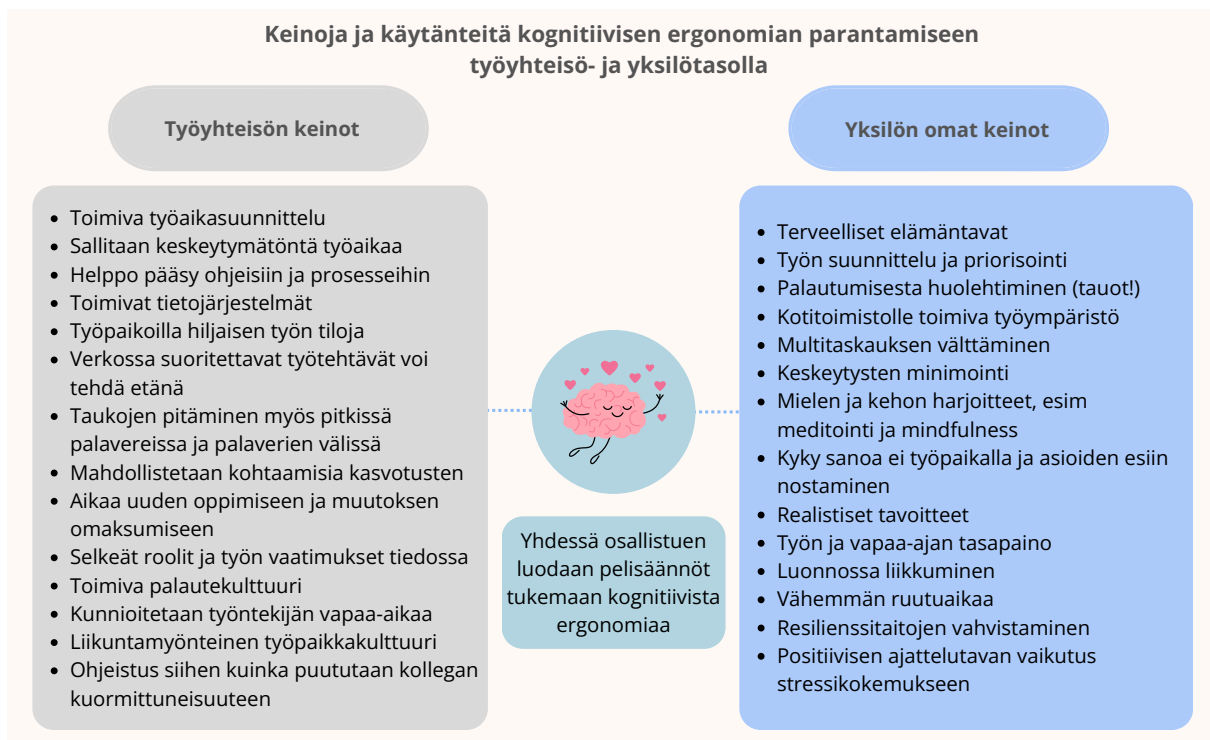 Keinoja ja käytänteitä kognitiivisen ergonomian parantamiseen
työyhteisö- ja yksilötasolla
Työyhteisön keinot
Toimiva työaikasuunnittelu
Sallitaan keskeytymätöntä työaikaa
Helppo pääsy ohjeisiin ja prosesseihin
Toimivat tietojärjestelmät
Työpaikoilla hiljaisen työn tiloja
Verkossa suoritettavat työtehtävät voi
tehdä etänä
Taukojen pitäminen myös pitkissä
palavereissa ja palaverien välissä
Mahdollistetaan kohtaamisia kasvotusten
Aikaa uuden oppimiseen ja muutoksen
omaksumiseen
Selkeät roolit ja työn vaatimukset tiedossa
Toimiva palautekulttuuri
Kunnioitetaan työntekijän vapaa-aikaa
Liikuntamyönteinen työpaikkakulttuuri
Ohjeistus siihen kuinka puututaan kollegan
kuormittuneisuuteen
Yhdessä osallistuen
luodaan pelisäännöt
tukemaan kognitiivista
ergonomiaa
Yksilön omat keinot
Terveelliset elämäntavat
Työn suunnittelu ja priorisointi
Palautumisesta huolehtiminen (tauot!)
Kotitoimistolle toimiva työympäristö
Multitaskauksen välttäminen
Keskeytysten minimointi
Mielen ja kehon harjoitteet, esim
meditointi ja mindfulness
Kyky sanoa ei työpaikalla ja asioiden esiin
nostaminen
Realistiset tavoitteet
Työn ja vapaa-ajan tasapaino
Luonnossa liikkuminen
Vähemmän ruutuaikaa
Resilienssitaitojen vahvistaminen
Positiivisen ajattelutavan vaikutus
stressikokemukseen